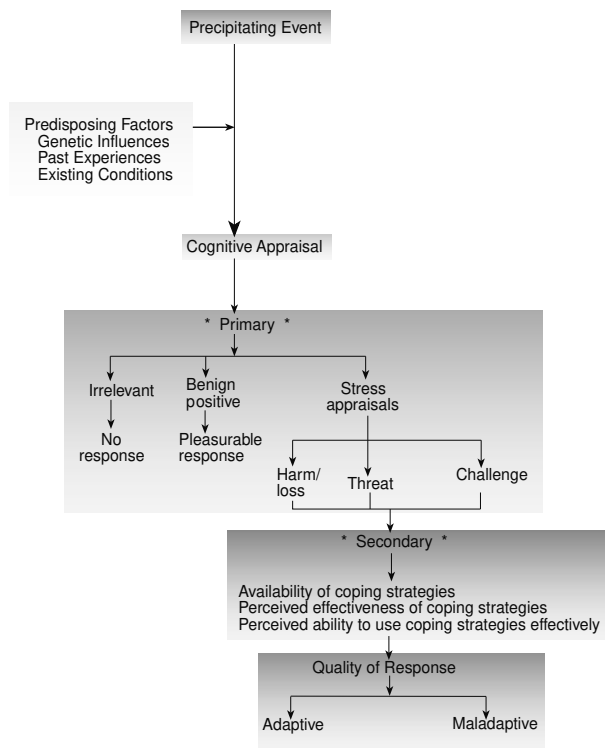 Precipitating Event
Predisposing Factors
Genetic Influences
Past Experiences
Existing Conditions
Cognitive Appraisal
* Primary *
Irrelevant
Benign
positive
Stress
appraisals
No
response
Pleasurable
response
Harm/
loss
Threat
Challenge
* Secondary *
Availability of coping strategies
Perceived effectiveness of coping strategies
Perceived ability to use coping strategies effectively
Quality of Response
Adaptive
Maladaptive